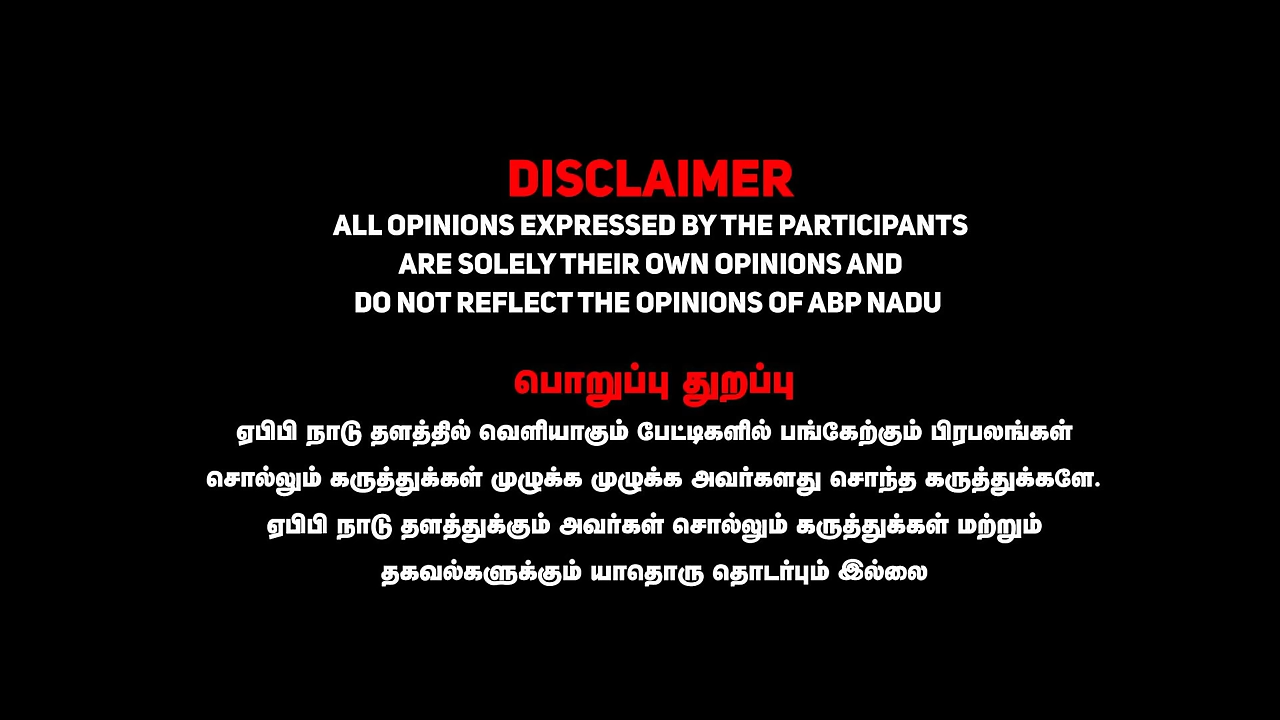 DISCLAIMER
ALL OPINIONS EXPRESSED BY THE PARTICIPANTS
ARE SOLELY THEIR OWN OPINIONS AND
DO NOT REFLECT THE OPINIONS OF ABP NADU
பொறுப்பு துறப்பு
ஏபிபி நாடு தளத்தில் வெளியாகும் பேட்டிகளில் பங்கேற்கும் பிரபலங்கள்
சொல்லும் கருத்துக்கள் முழுக்க முழுக்க அவர்களது சொந்த கருத்துக்களே.
ஏபிபி நாடு தளத்துக்கும் அவர்கள் சொல்லும் கருத்துக்கள் மற்றும்
தகவல்களுக்கும் யாதொரு தொடர்பும் இல்லை